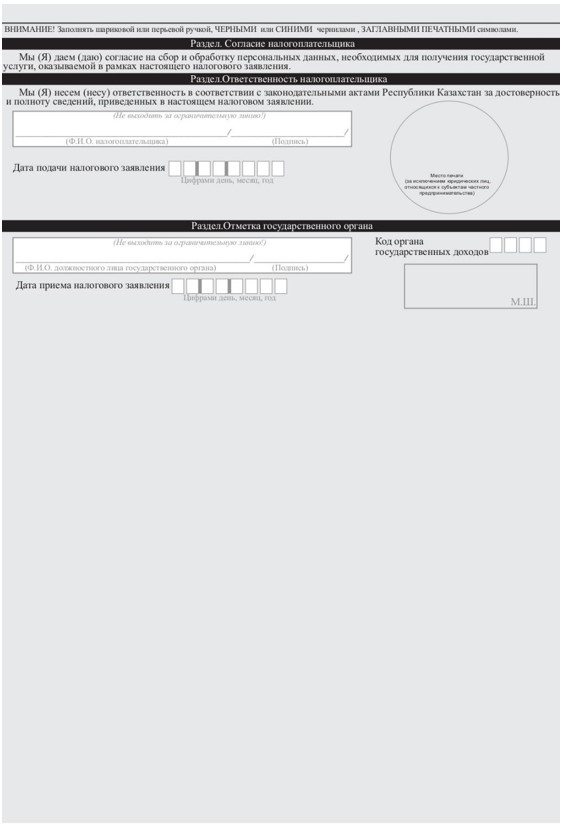 ВНИМАНИЕ! Заполнять шариковой или перьевой ручкой, ЧЕРНЫМИ или СИНИМИ чернилами , ЗАГЛАВНЫМИ ПЕЧАТНЫМИ символами.
Раздел. Согласие налогоплательщика
Мы (Я) даем (даю) согласие на сбор и обработку персональных данных, необходимых для получения государственной
услуги, оказываемой в рамках настоящего налогового заявления.
Раздел.Ответственность налогоплательщика
Мы (Я) несем (несу) ответственность в соответствии с законодательными актами Республики Казахстан за достоверность
и полноту сведений, приведенных в настоящем налоговом заявлении.
(Не выходить за ограничительную линию!)
/ /
(Ф.И.О. налогоплательщика) (Подпись)
Дата подачи налогового заявления
Цифрами день, месяц, год
Место печати
(за исключением юридических лиц,
относящихся к субъектам частного
предпринимательства)
Раздел.Отметка государственного органа
(Не выходить за ограничительную линию!)
/ /
(Ф.И.О. должностного лица государственного органа) (Подпись)
Код органа
государственных доходов
Дата приема налогового заявления
Цифрами день, месяц, год
М.Ш.